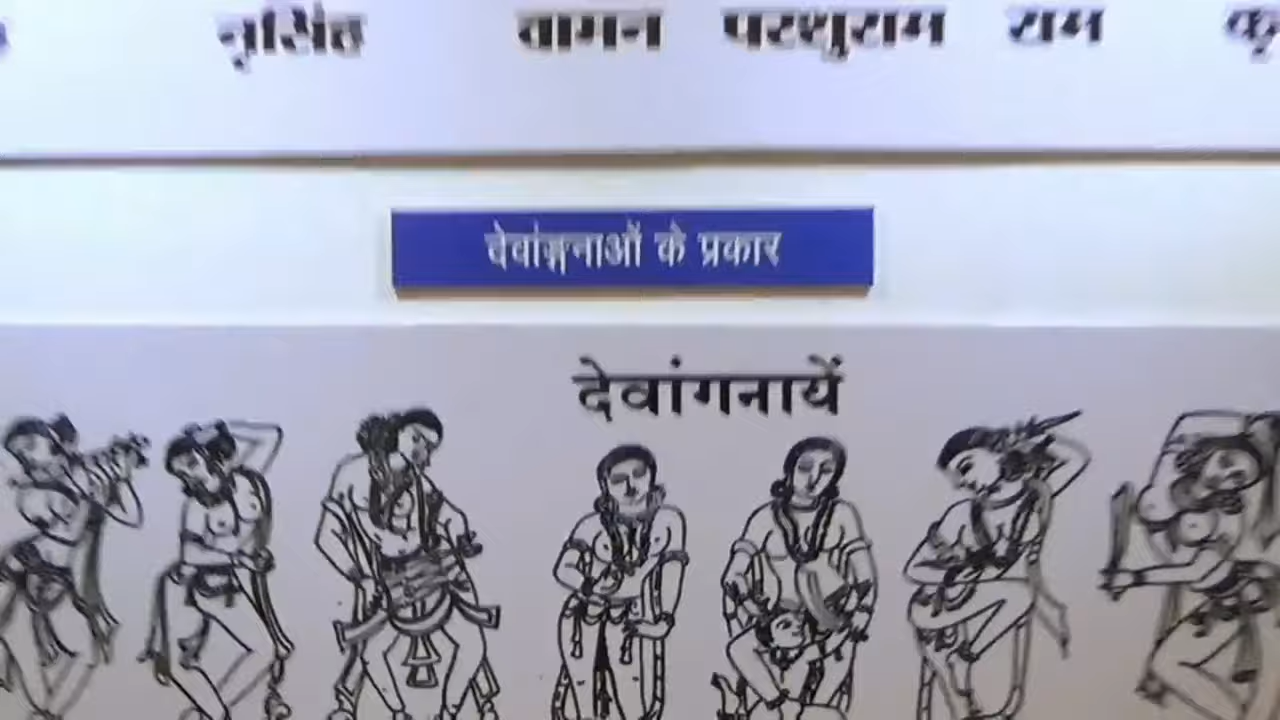 नृसिंह वामन परशुराम राम
देवाङ्गनाओं के प्रकार
देवांगनायें